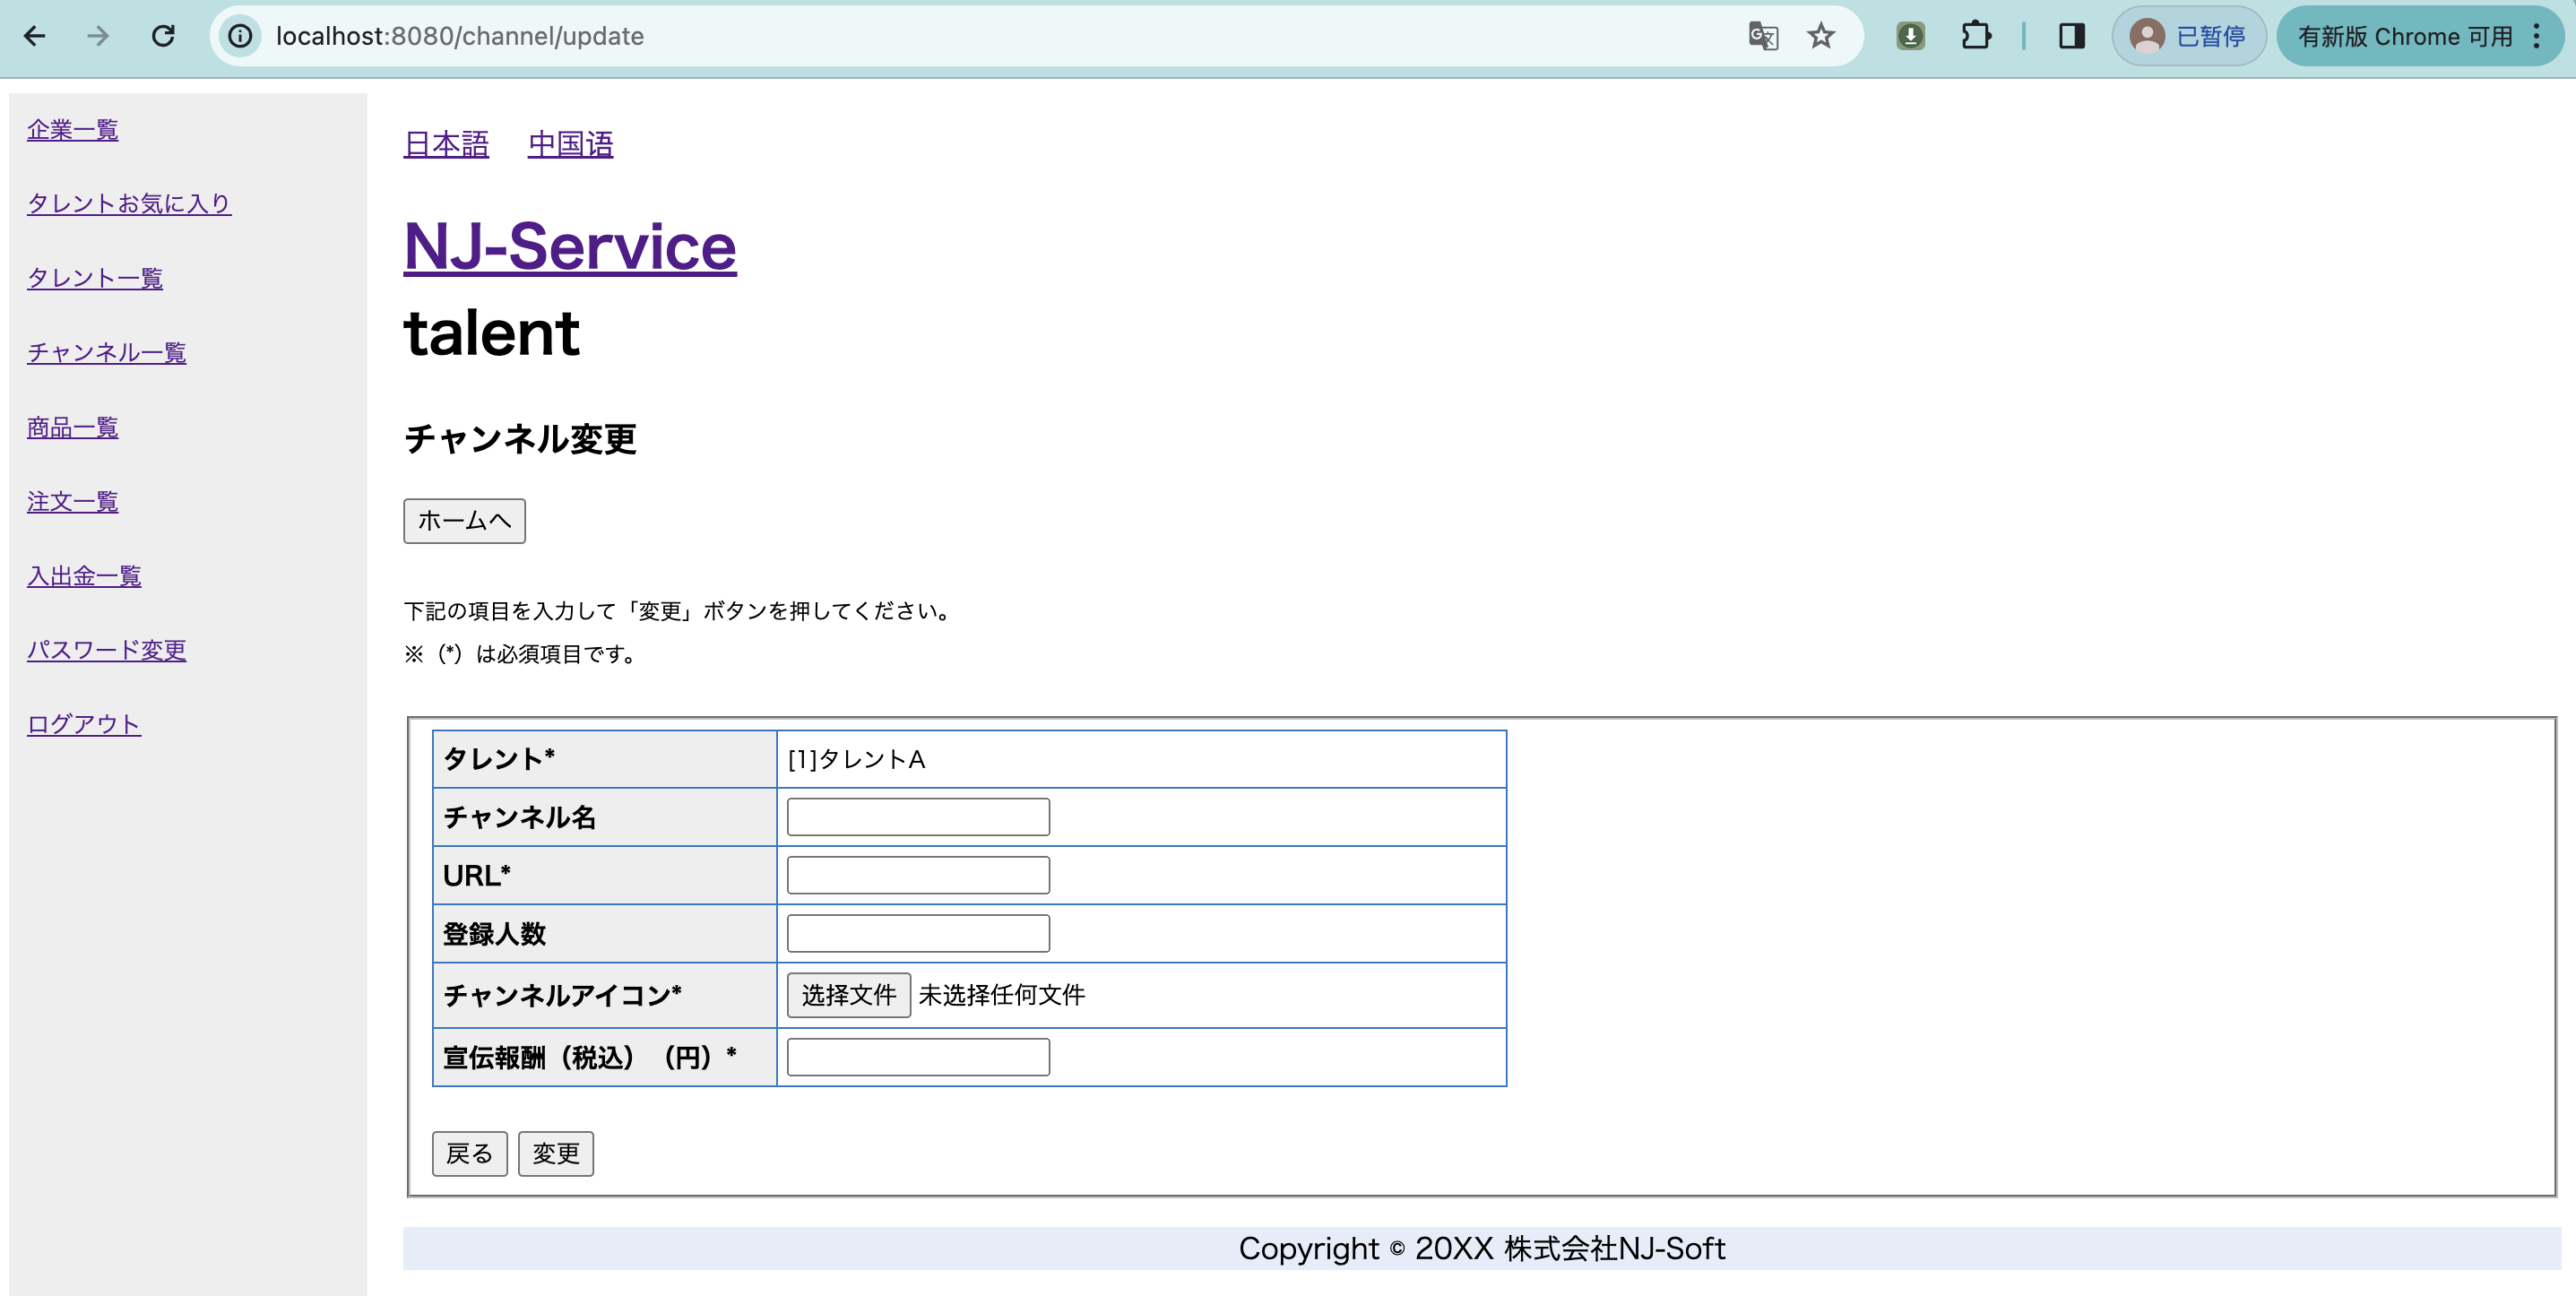 localhost:8080/channel/update
已暂停
有新版 Chrome 可用
企業一覧
タレントお気に入り
タレント一覧
チャンネル一覧
商品一覧
注文一覧
入出金一覧
パスワード変更
ログアウト
日本語 中国语
NJ-Service
talent
チャンネル変更
ホームへ
下記の項目を入力して「変更」ボタンを押してください。
※（*）は必須項目です。
タレント* [1]タレントA
チャンネル名
URL*
登録人数
チャンネルアイコン* 选择文件 未选择任何文件
宣伝報酬（税込）（円）*
戻る 変更
Copyright © 20XX 株式会社NJ-Soft